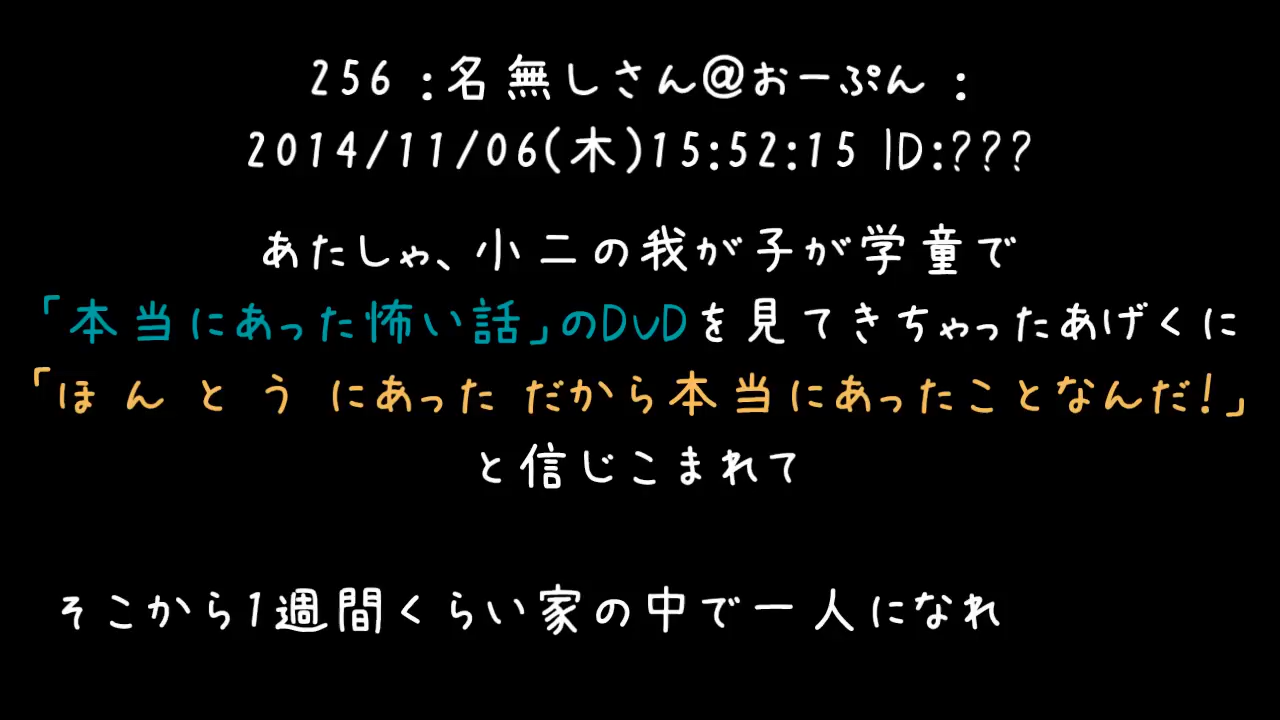 256 :名無しさん@おーぷん :
2014/11/06(木)15:52:15 ID:???
あたしゃ、小二の我が子が学童で
「本当にあった怖い話」のDVDを見てきちゃったあげくに
「ほ ん と う にあった だから本当にあったことなんだ!」
と信じこまれて
そこから1週間くらい家の中で一人になれ